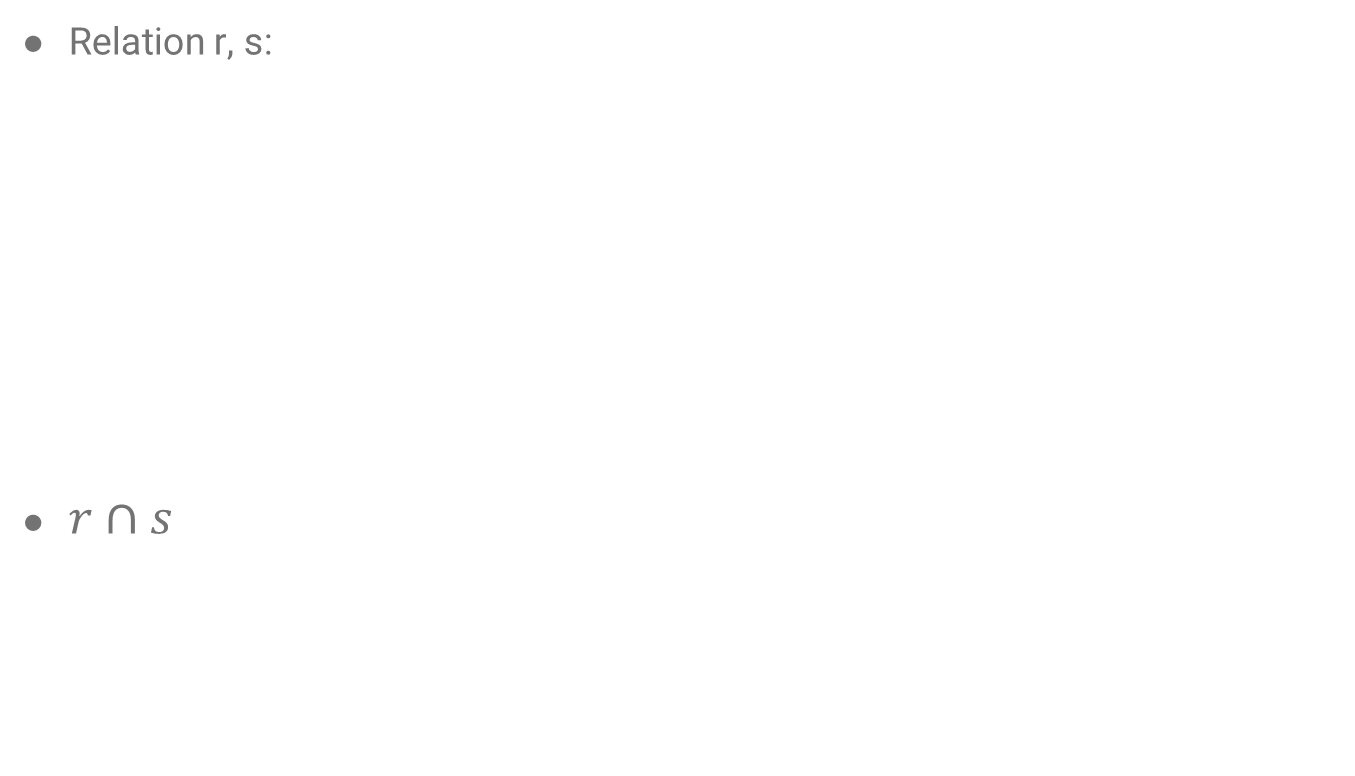 ● Relation r, s:
● r ∩ s